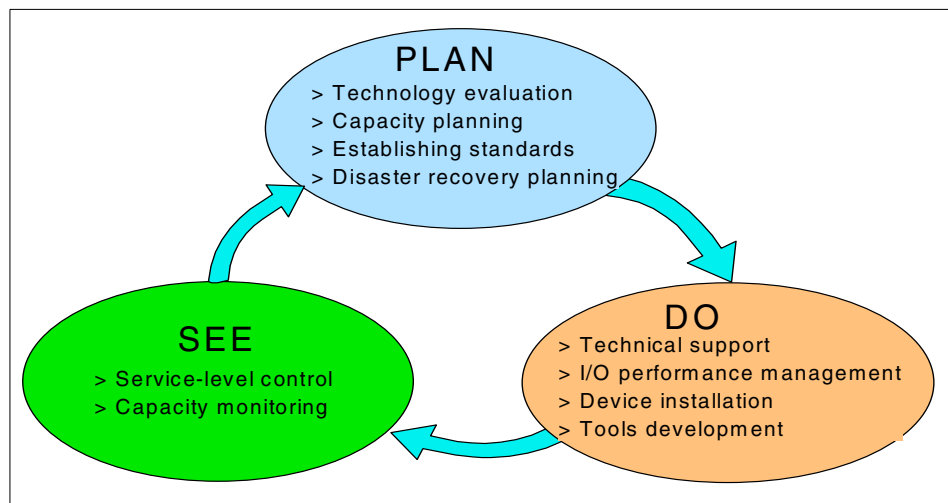 PLAN
> Technology evaluation
> Capacity planning
> Establishing standards
> Disaster recovery planning
SEE
> Service-level control
> Capacity monitoring
DO
> Technical support
> I/O performance management
> Device installation
> Tools development